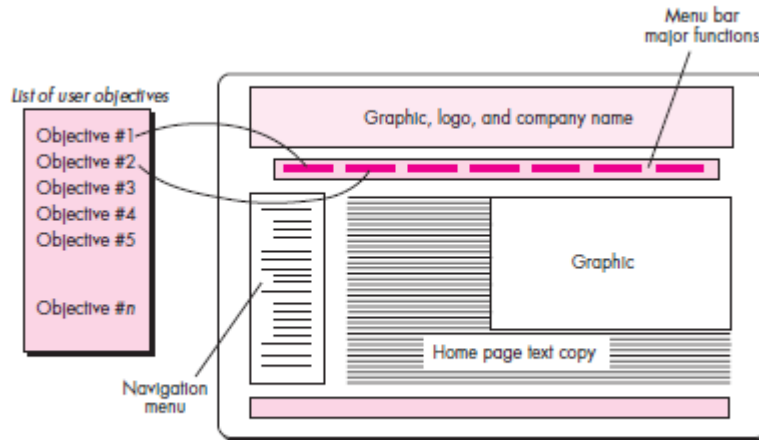 Menu bar
major functions
List of user objectives
Graphic, logo, and company name
Objective #1
Objective #2
Objective #3
Objective #4
Objective #5
Objective #n
Graphic
Home page text copy
Navigation
menu